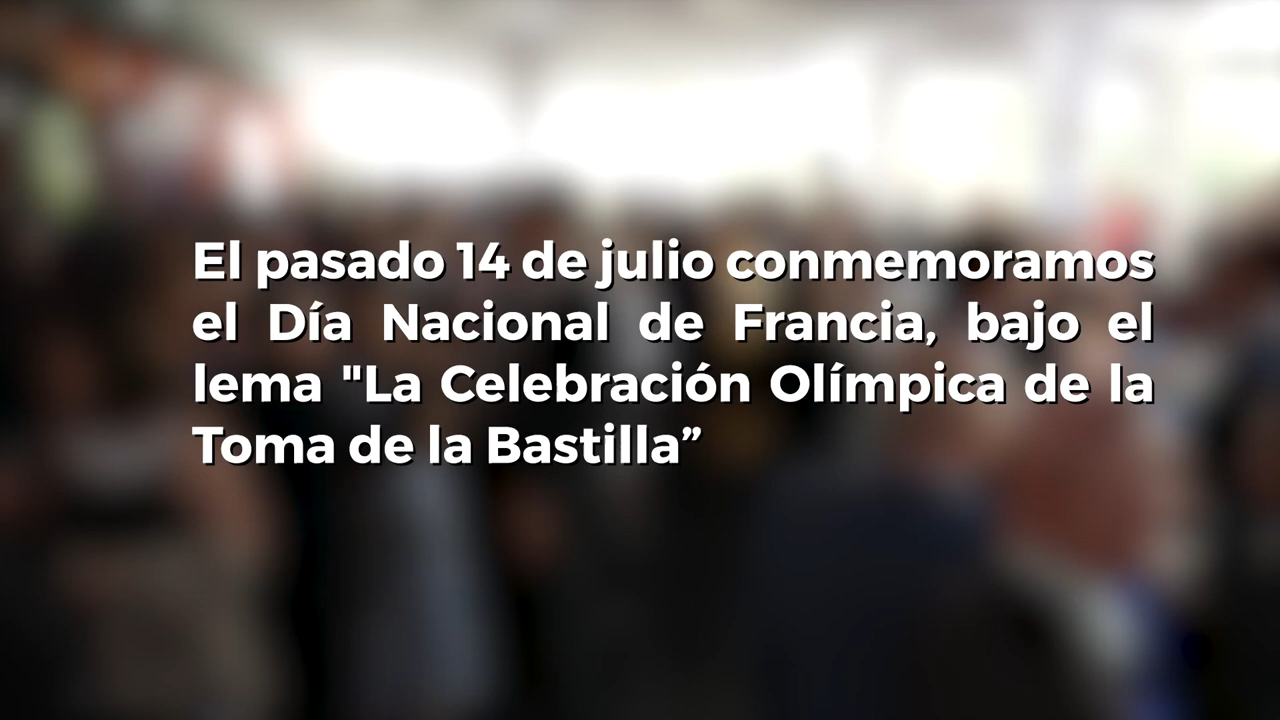 El pasado 14 de julio conmemoramos
el Día Nacional de Francia, bajo el
lema "La Celebración Olímpica de la
Toma de la Bastilla”